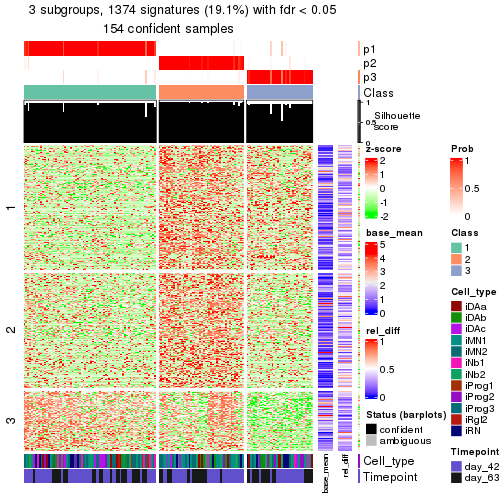 3 subgroups, 1374 signatures (19.1%) with fdr < 0.05
154 confident samples
p1
p2
p3
Class
1
0.5
0
Silhouette
score
1
2
3
base_mean
rel_diff
Cell_type
Timepoint
z-score
2
1
0
-1
-2
base_mean
5
4
3
2
1
0
rel_diff
1
0.5
0
Status (barplots)
confident
ambiguous
Prob
1
0.5
0
Class
1
2
3
Cell_type
iDAa
iDAb
iDAc
iMN1
iMN2
iNb1
iNb2
iProg1
iProg2
iProg3
iRgl2
iRN
Timepoint
day_42
day_63